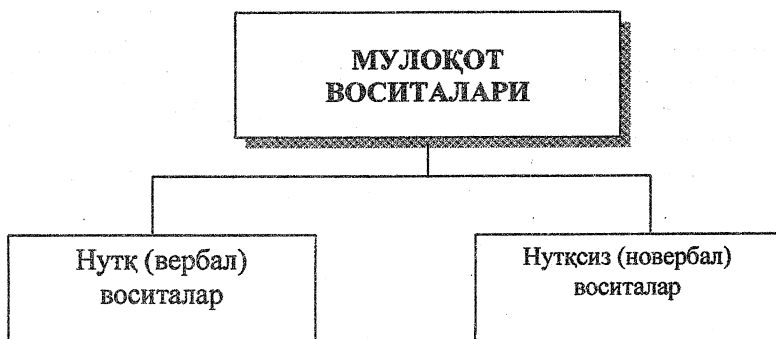 МУЛОҚОТ
ВОСИТАЛАРИ
Нутқ (вербал)
воситалар
Нутқсиз (новербал)
воситалар